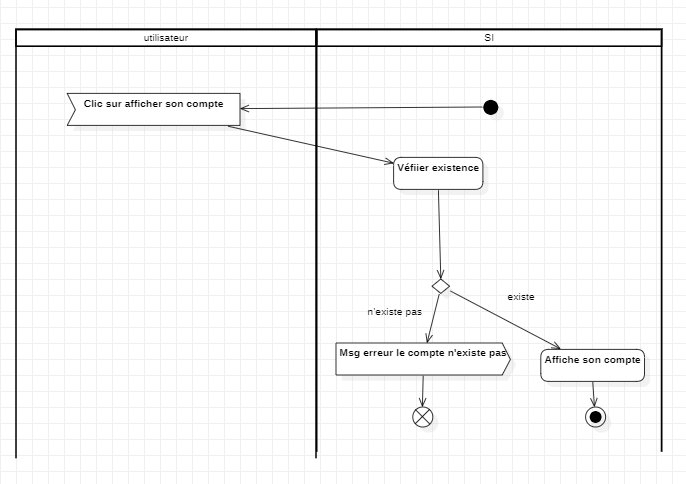 utilisateur
SI
Clic sur afficher son compte
Véfiier existence
existe
n'existe pas
Msg erreur le compte n'existe pas
Affiche son compte